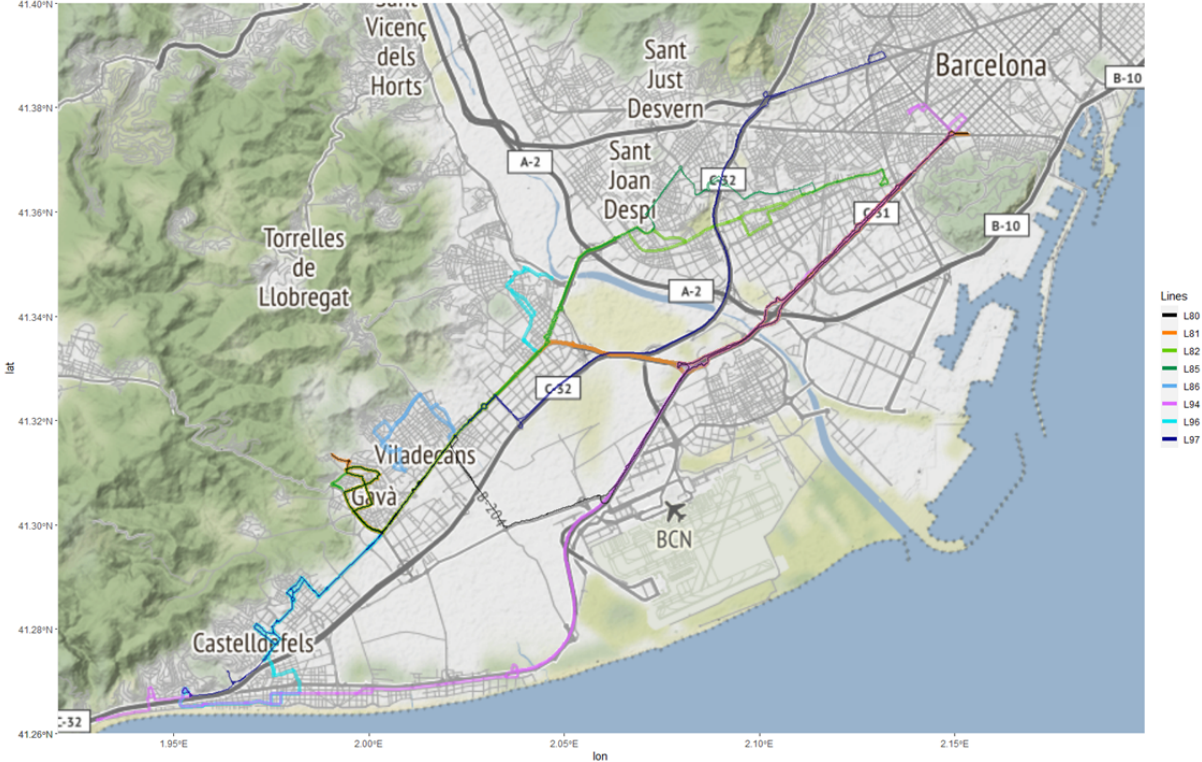 41.40°N
41.38°N
41.36°N
41.34°N
41.32°N
41.30°N
41.28°N
41.26°N
lat
Sant
Vicenç
dels
Horts
Sant
Just
Desvern
Barcelona
B-10
A-2
Sant
Joan
Despí
C-32
C-31
B-10
Torrelles
de
Llobregat
A-2
C-32
Viladecans
Gavà
B-204
BCN
Castelldefels
C-32
1.95°E
2.00°E
2.05°E
2.10°E
2.15°E
lon
Lines
L80
L81
L82
L85
L86
L94
L96
L97